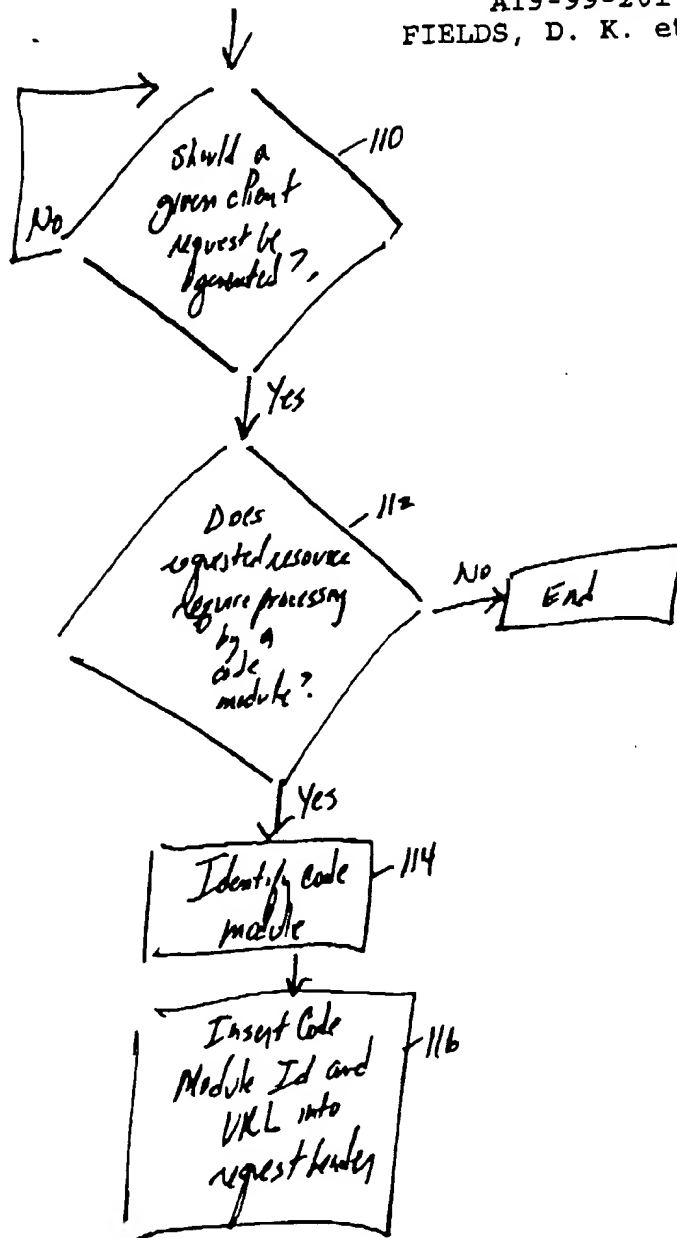 FIELDS, D. K. et
110
Should a
given client
request be
generated?
No
Yes
112
Does
requested resource
require processing
by a
code
module?
No
End
Yes
Identify code
module
114
Insert Code
Module Id and
URL into
request header
116